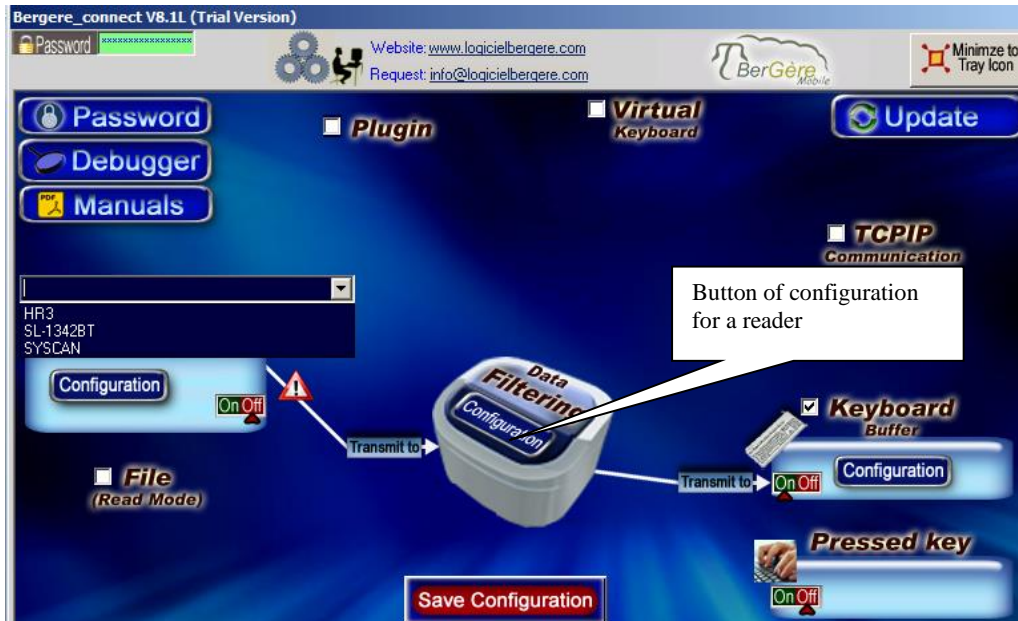 Bergere_connect V8.1L (Trial Version)
Password xxxxxxxxxxxxxxxxx
Website: www.logicielbergere.com
Request: info@logicielbergere.com
BerGère
Mobile
Minimze to
Tray Icon
Password
Debugger
Manuals
PDF
Plugin
Virtual
Keyboard
Update
TCPIP
Communication
HR3
SL-1342BT
SYSCAN
Button of configuration
for a reader
Configuration
On Off
Data
Filtering
Configuration
Transmit to
Keyboard
Buffer
Configuration
Transmit to
On Off
File
(Read Mode)
Pressed key
On Off
Save Configuration